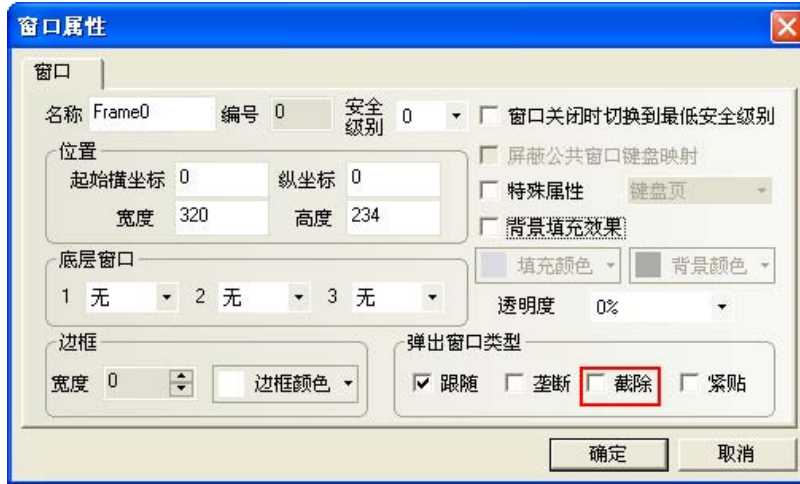 窗口属性
窗口
名称 Frame0 编号 0 安全级别 0 窗口关闭时切换到最低安全级别
位置
屏蔽公共窗口键盘映射
起始横坐标 0 纵坐标 0
特殊属性 键盘页
宽度 320 高度 234
背景填充效果
底层窗口
填充颜色 背景颜色
1 无 2 无 3 无
透明度 0%
边框
弹出窗口类型
宽度 0 边框颜色
跟随 垄断 截除 紧贴
确定 取消